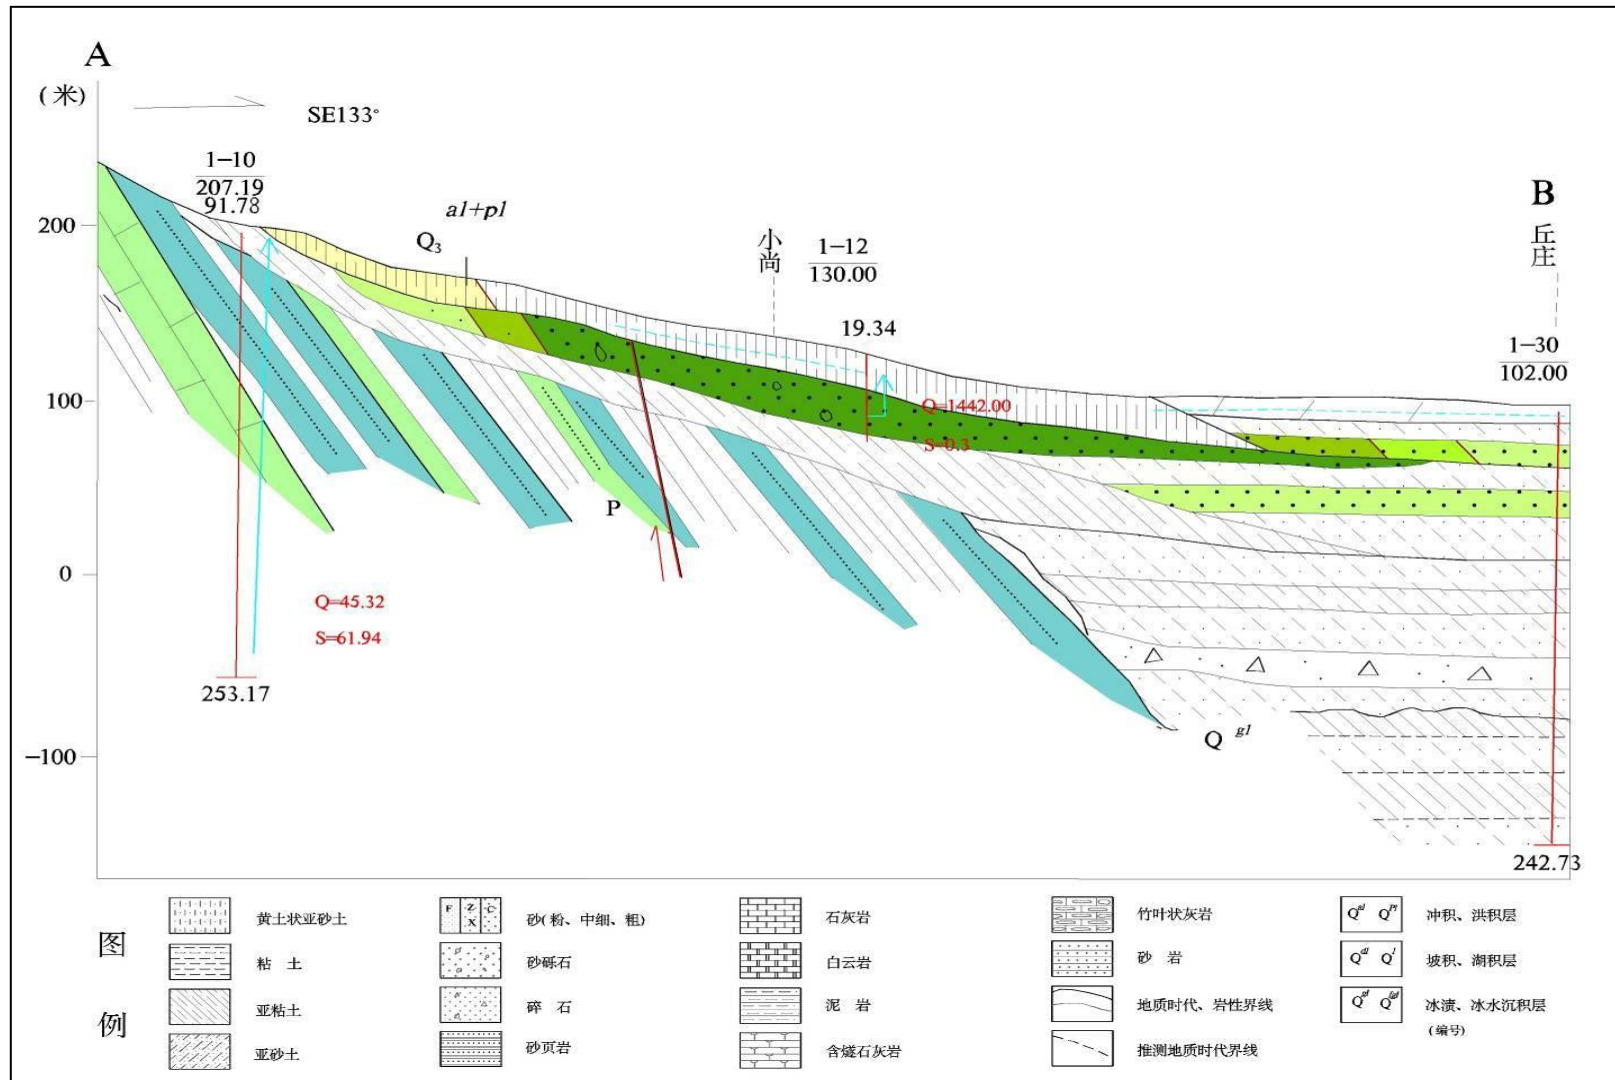 A
(米)
SE133°
1-10
207.19
91.78
al+pl
Q₃
小尚
1-12
130.00
19.34
B
丘庄
1-30
102.00
200
100
0
-100
Q=1442.00
S=0.3
P
Q=45.32
S=61.94
253.17
Q gl
242.73
图例
黄土状亚砂土
粘 土
亚粘土
亚砂土
F Z X C
砂(粉、中细、粗)
砂砾石
碎 石
砂页岩
石灰岩
白云岩
泥 岩
含燧石灰岩
竹叶状灰岩
砂 岩
地质时代、岩性界线
推测地质时代界线
Q al Q pl
冲积、洪积层
Q dl Q l
坡积、湖积层
Q gl Q fgl
冰渍、冰水沉积层
(编号)